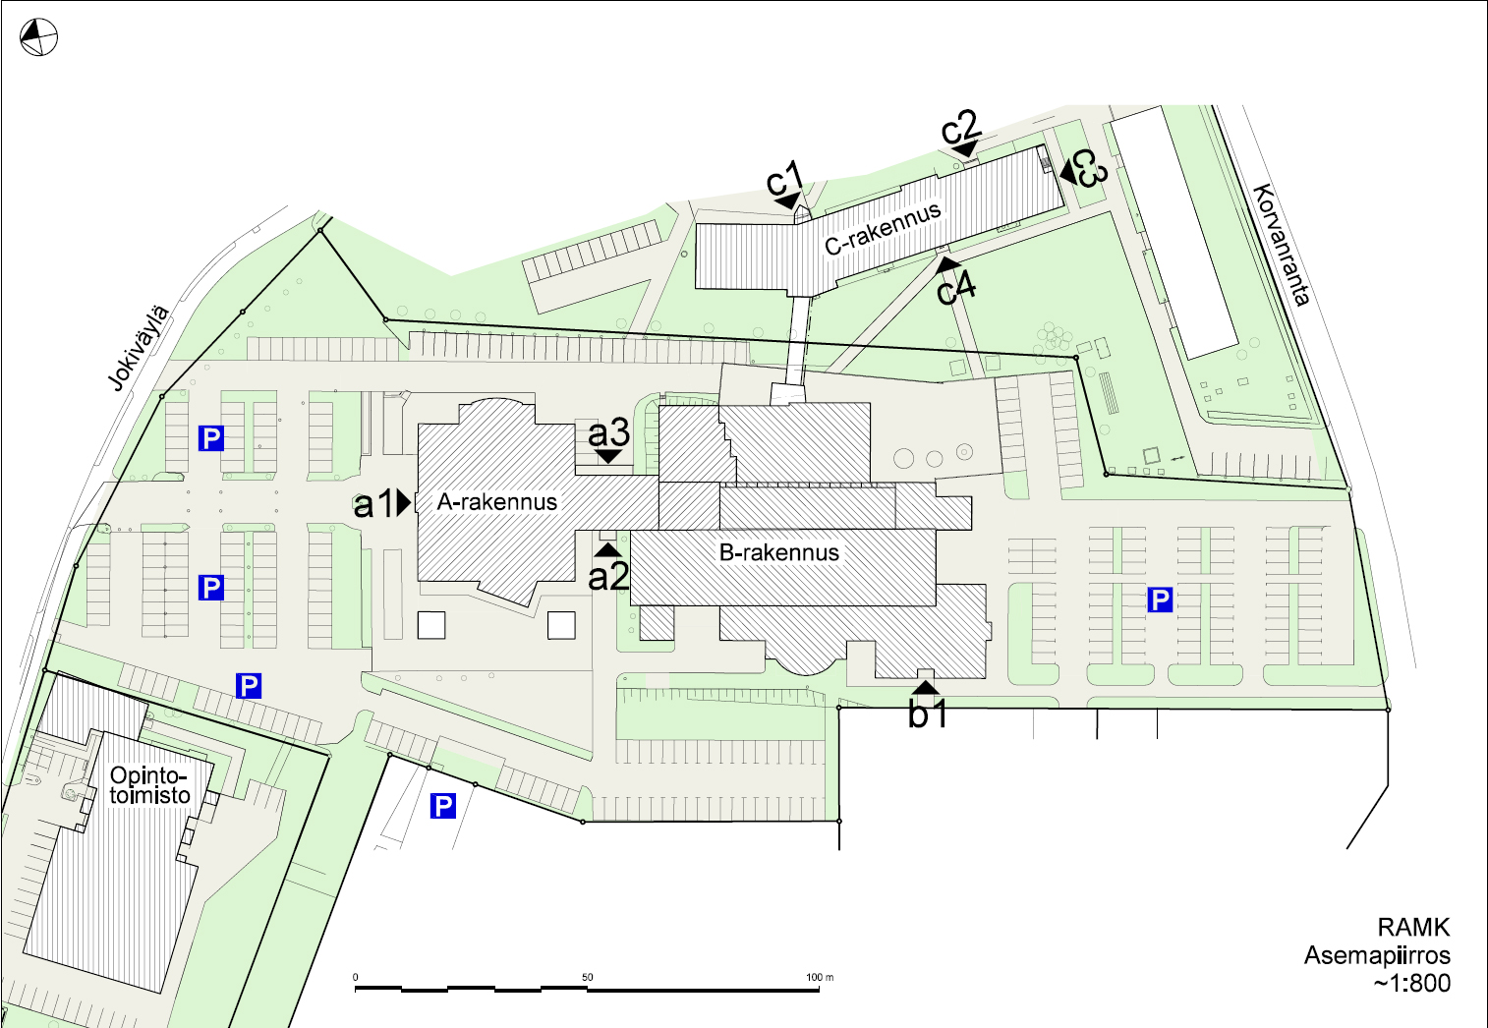 c2
c1
c3
C-rakennus
Korvanranta
c4
Jokiväylä
P
a3
a1
A-rakennus
B-rakennus
a2
P
P
P
b1
Opinto-
toimisto
P
RAMK
Asemapiirros
~1:800
0 50 100 m